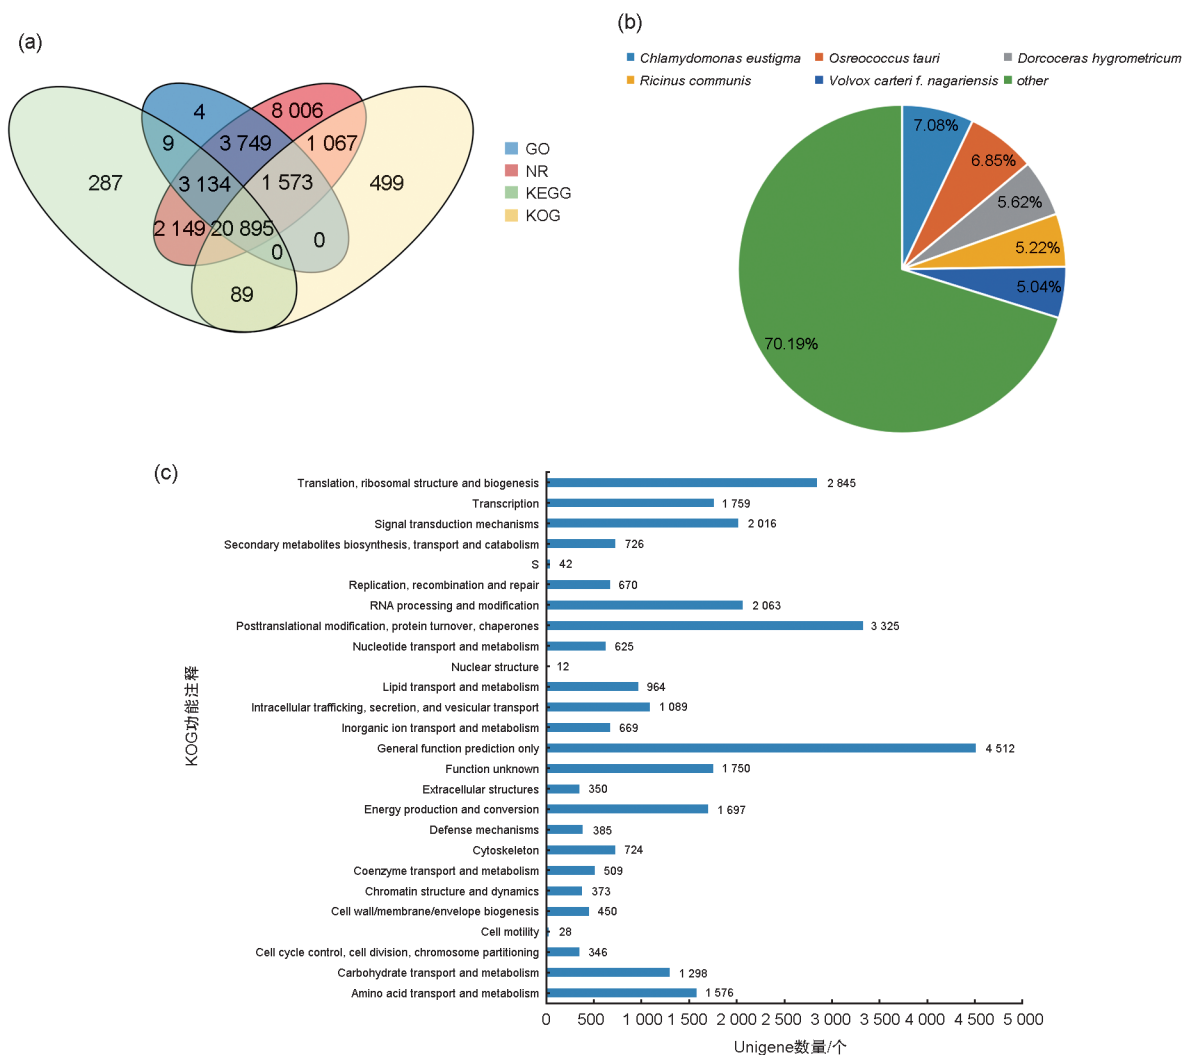 (a)
4
8 006
9
3 749
1 067
287
3 134
1 573
499
2 149
20 895
0
0
89
GO
NR
KEGG
KOG
(b)
Chlamydomonas eustigma
Osreococcus tauri
Dorcoceras hygrometricum
Ricinus communis
Volvox carteri f. nagariensis
other
7.08%
6.85%
5.62%
5.22%
5.04%
70.19%
(c)
KOG功能注释
Translation, ribosomal structure and biogenesis 2 845
Transcription 1 759
Signal transduction mechanisms 2 016
Secondary metabolites biosynthesis, transport and catabolism 726
S 42
Replication, recombination and repair 670
RNA processing and modification 2 063
Posttranslational modification, protein turnover, chaperones 3 325
Nucleotide transport and metabolism 625
Nuclear structure 12
Lipid transport and metabolism 964
Intracellular trafficking, secretion, and vesicular transport 1 089
Inorganic ion transport and metabolism 669
General function prediction only 4 512
Function unknown 1 750
Extracellular structures 350
Energy production and conversion 1 697
Defense mechanisms 385
Cytoskeleton 724
Coenzyme transport and metabolism 509
Chromatin structure and dynamics 373
Cell wall/membrane/envelope biogenesis 450
Cell motility 28
Cell cycle control, cell division, chromosome partitioning 346
Carbohydrate transport and metabolism 1 298
Amino acid transport and metabolism 1 576
0 500 1 000 1 500 2 000 2 500 3 000 3 500 4 000 4 500 5 000
Unigene数量/个